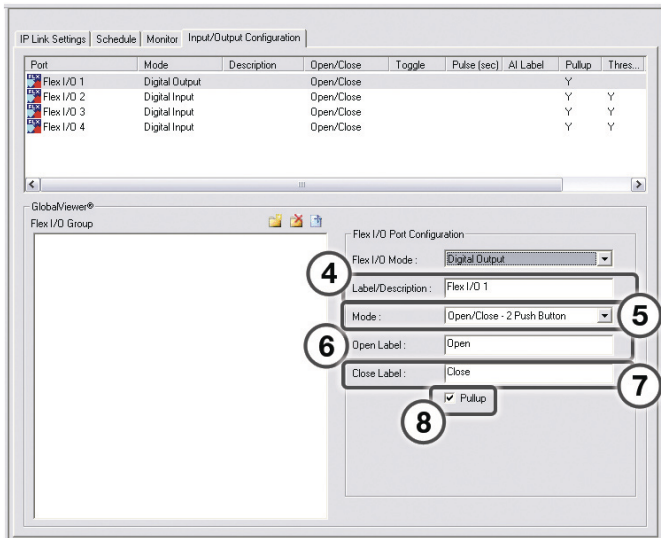 IP Link Settings Schedule Monitor Input/Output Configuration
Port Mode Description Open/Close Toggle Pulse (sec) AI Label Pullup Thres...
Flex I/O 1 Digital Output Open/Close Y
Flex I/O 2 Digital Input Open/Close Y Y
Flex I/O 3 Digital Input Open/Close Y Y
Flex I/O 4 Digital Input Open/Close Y Y
GlobalViewer®
Flex I/O Group
Flex I/O Port Configuration
Flex I/O Mode : Digital Output
4
Label/Description : Flex I/O 1
Mode : Open/Close - 2 Push Button 5
6 Open Label : Open
Close Label : Close 7
Pullup
8